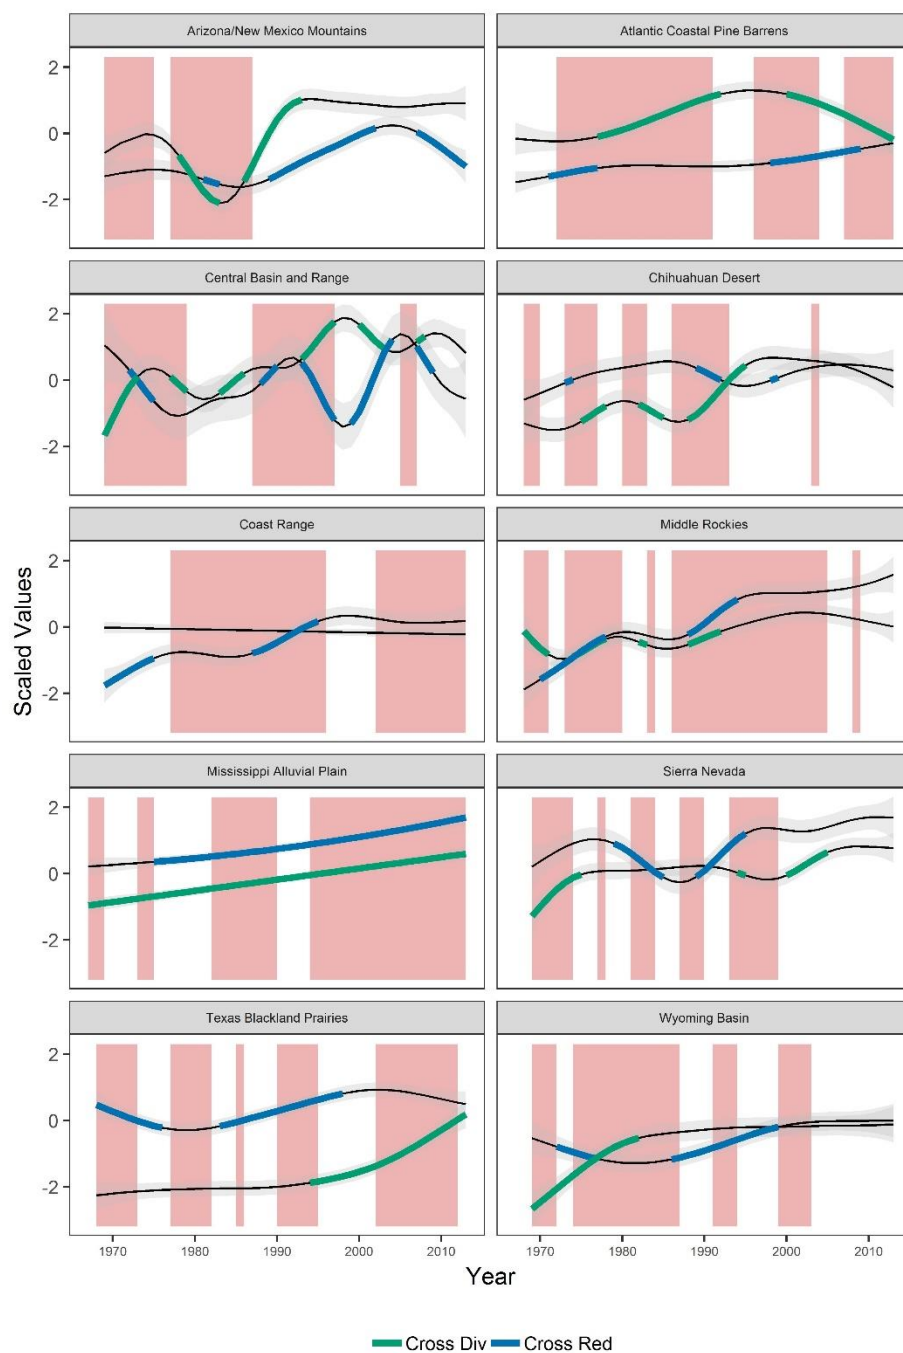 Arizona/New Mexico Mountains
Atlantic Coastal Pine Barrens
2
0
-2
Central Basin and Range
Chihuahuan Desert
2
0
-2
Coast Range
Middle Rockies
2
0
-2
Scaled Values
Mississippi Alluvial Plain
Sierra Nevada
2
0
-2
Texas Blackland Prairies
Wyoming Basin
2
0
-2
1970 1980 1990 2000 2010
1970 1980 1990 2000 2010
Year
Cross Div Cross Red